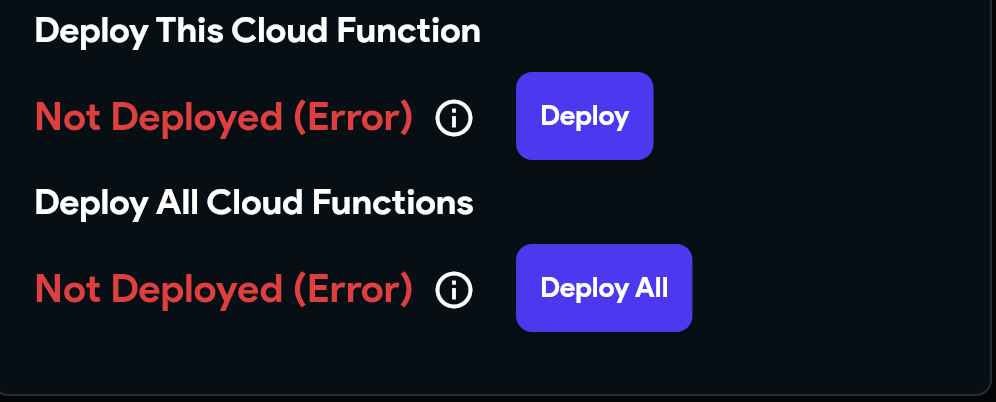 Deploy This Cloud Function
Not Deployed (Error)
Deploy
Deploy All Cloud Functions
Not Deployed (Error)
Deploy All